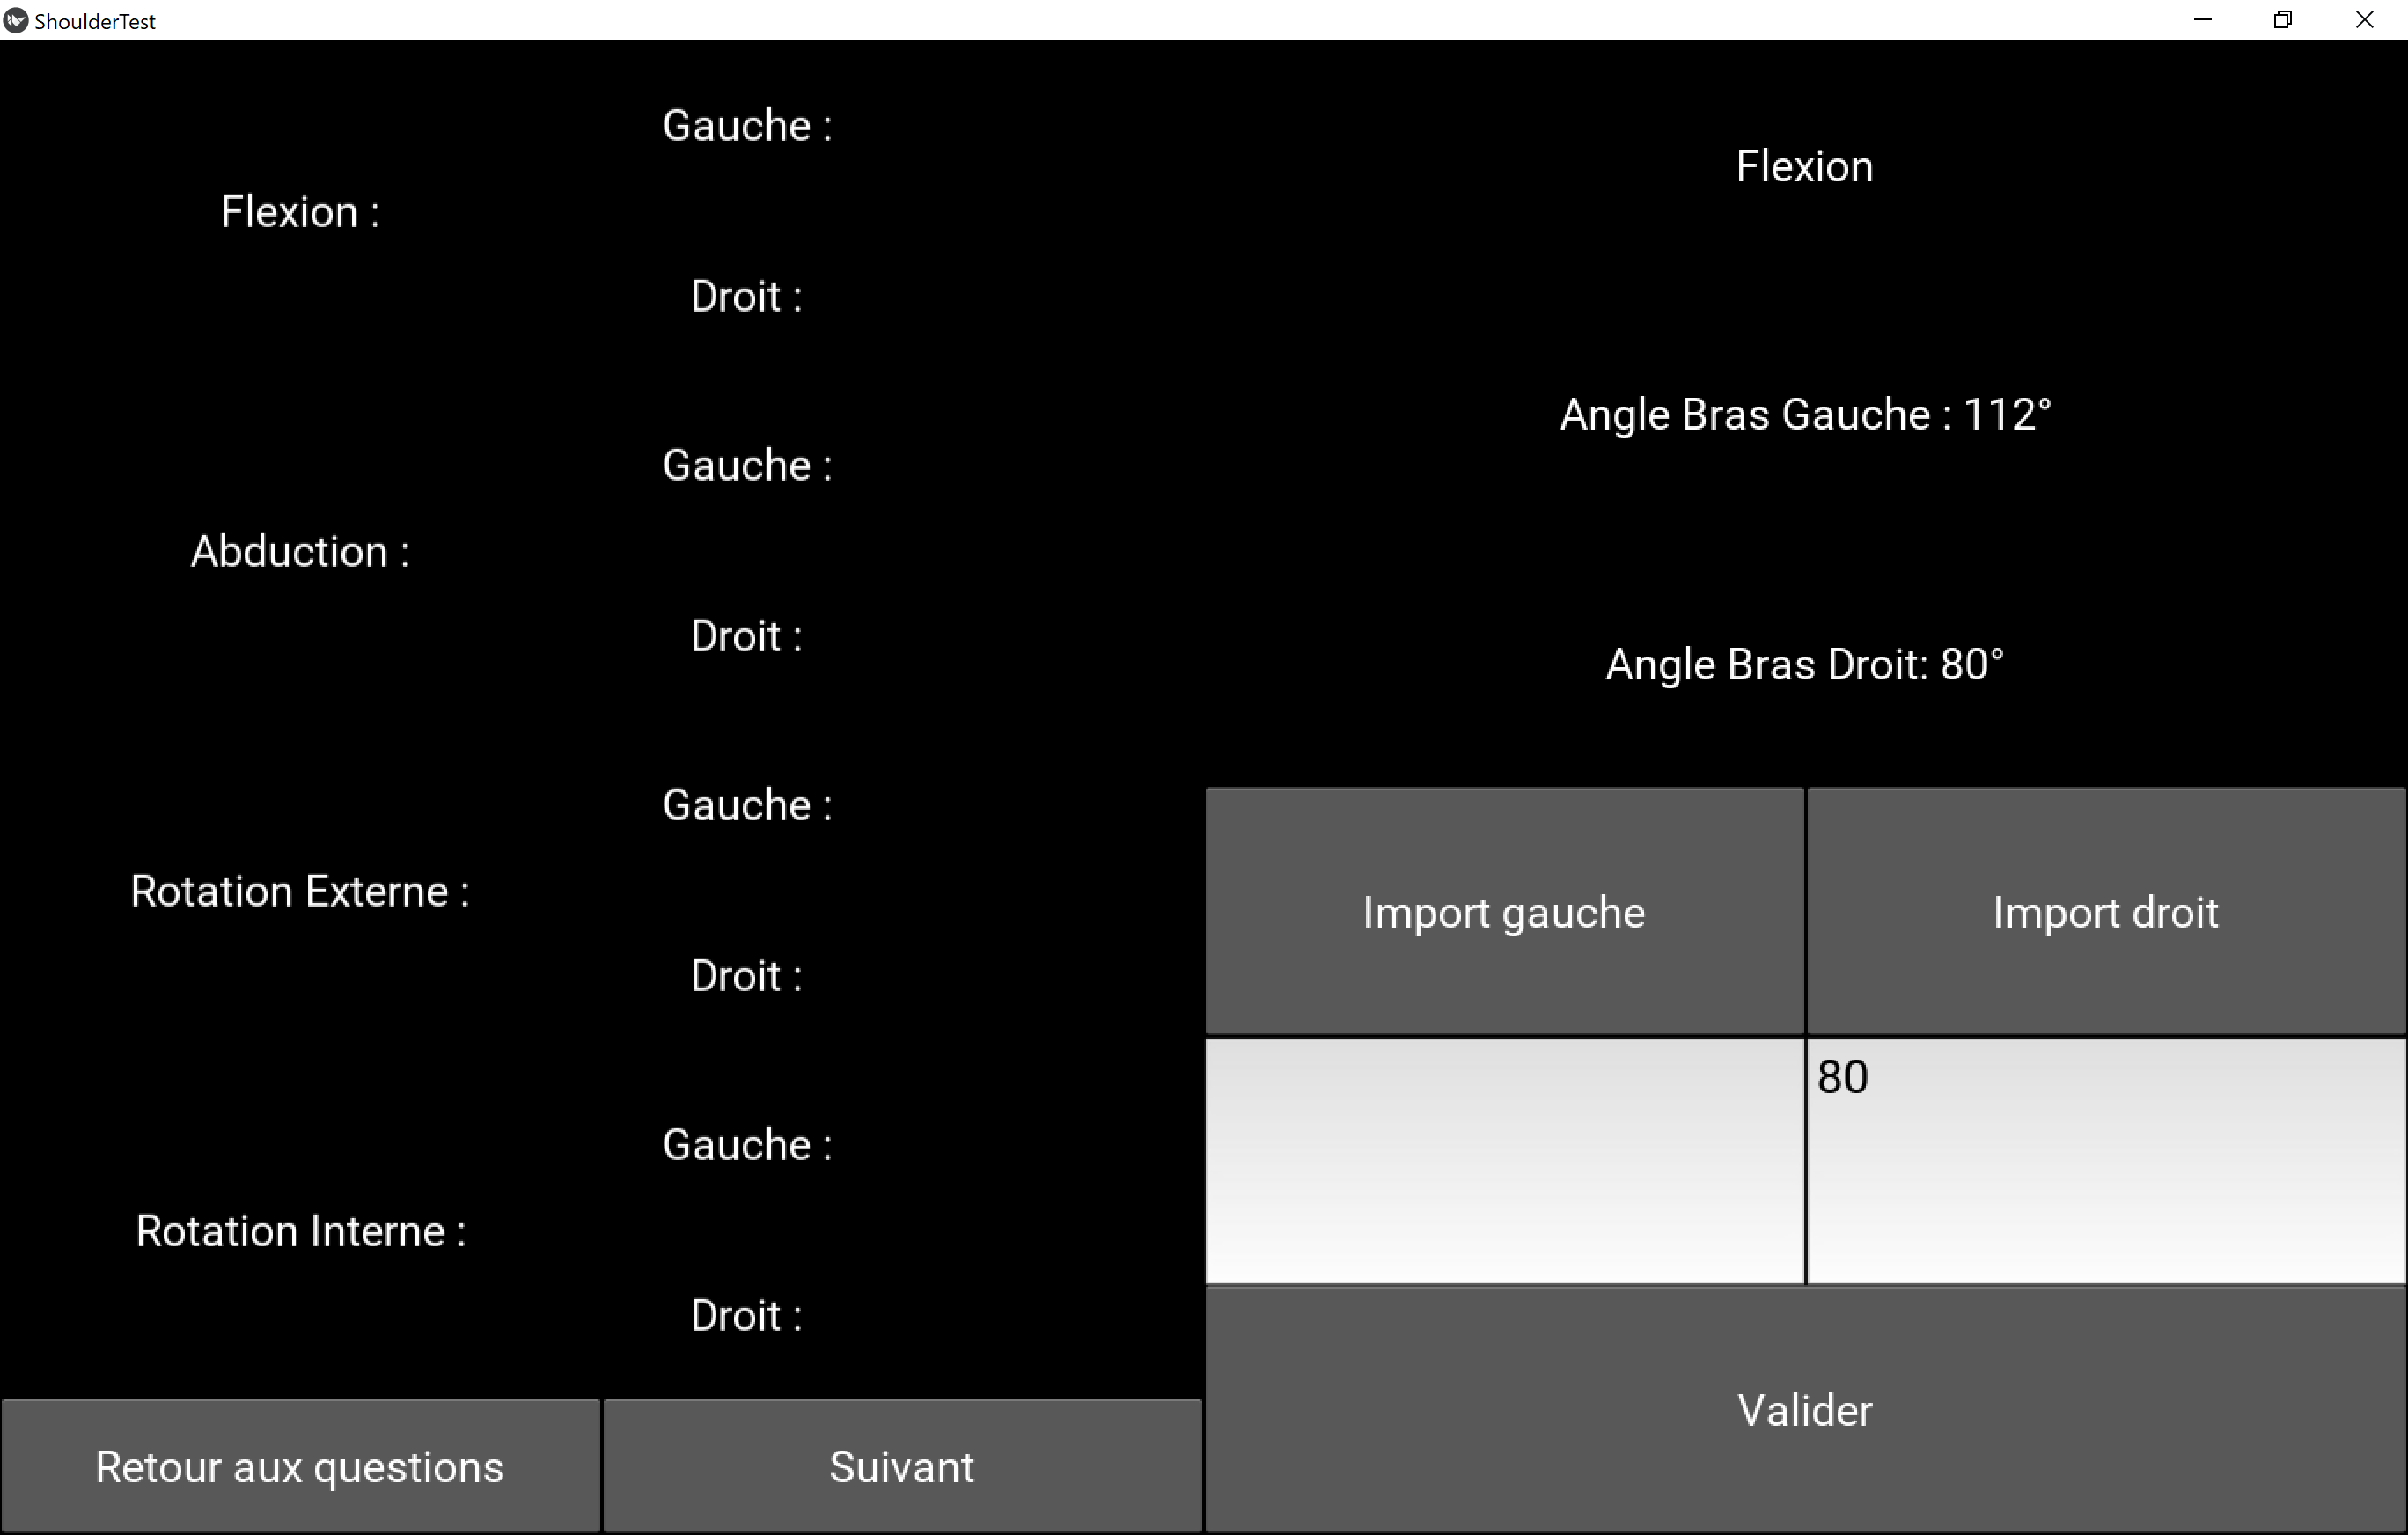 ShoulderTest
Gauche :
Flexion :
Droit :
Gauche :
Abduction :
Droit :
Gauche :
Rotation Externe :
Droit :
Gauche :
Rotation Interne :
Droit :
Retour aux questions
Suivant
Flexion
Angle Bras Gauche : 112°
Angle Bras Droit: 80°
Import gauche
Import droit
80
Valider